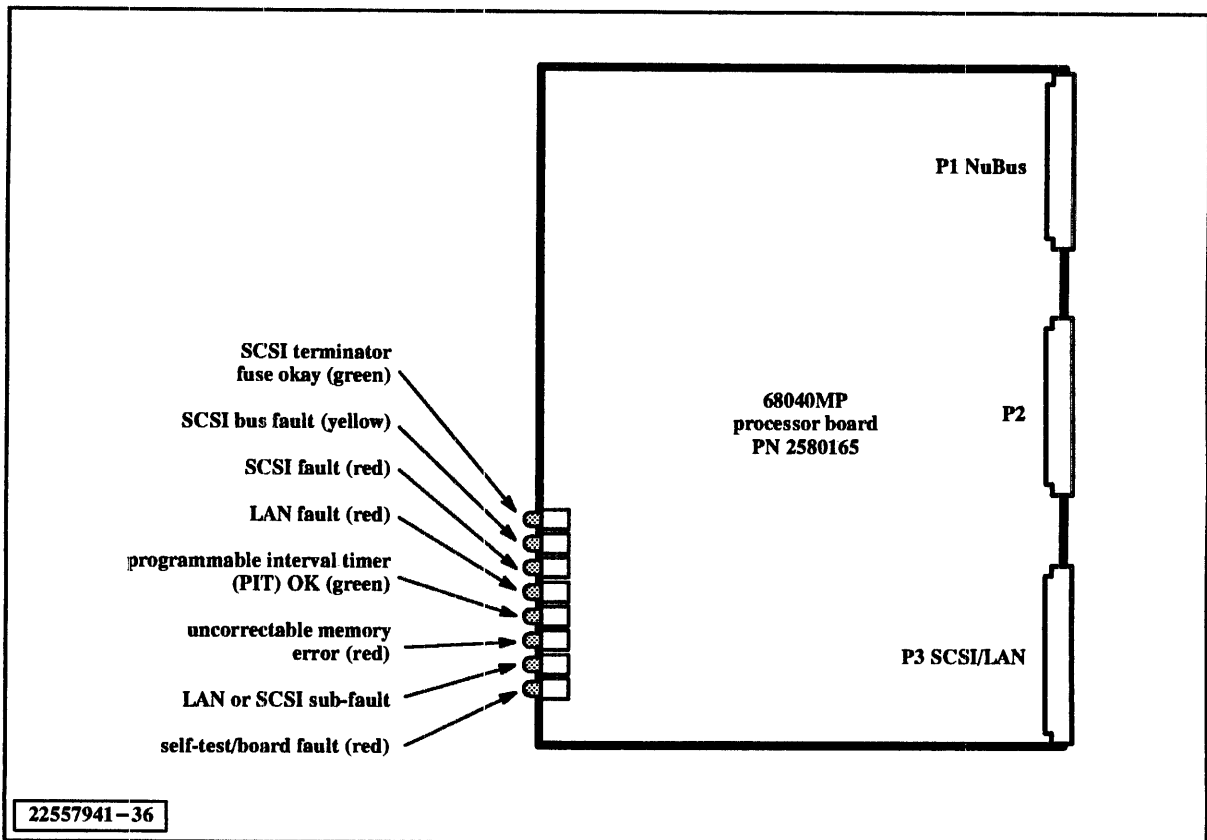 P1 NuBus
SCSI terminator
fuse okay (green)
SCSI bus fault (yellow)
SCSI fault (red)
LAN fault (red)
programmable interval timer
(PIT) OK (green)
uncorrectable memory
error (red)
LAN or SCSI sub-fault
self-test/board fault (red)
68040MP
processor board
PN 2580165
P2
P3 SCSI/LAN
22557941-36